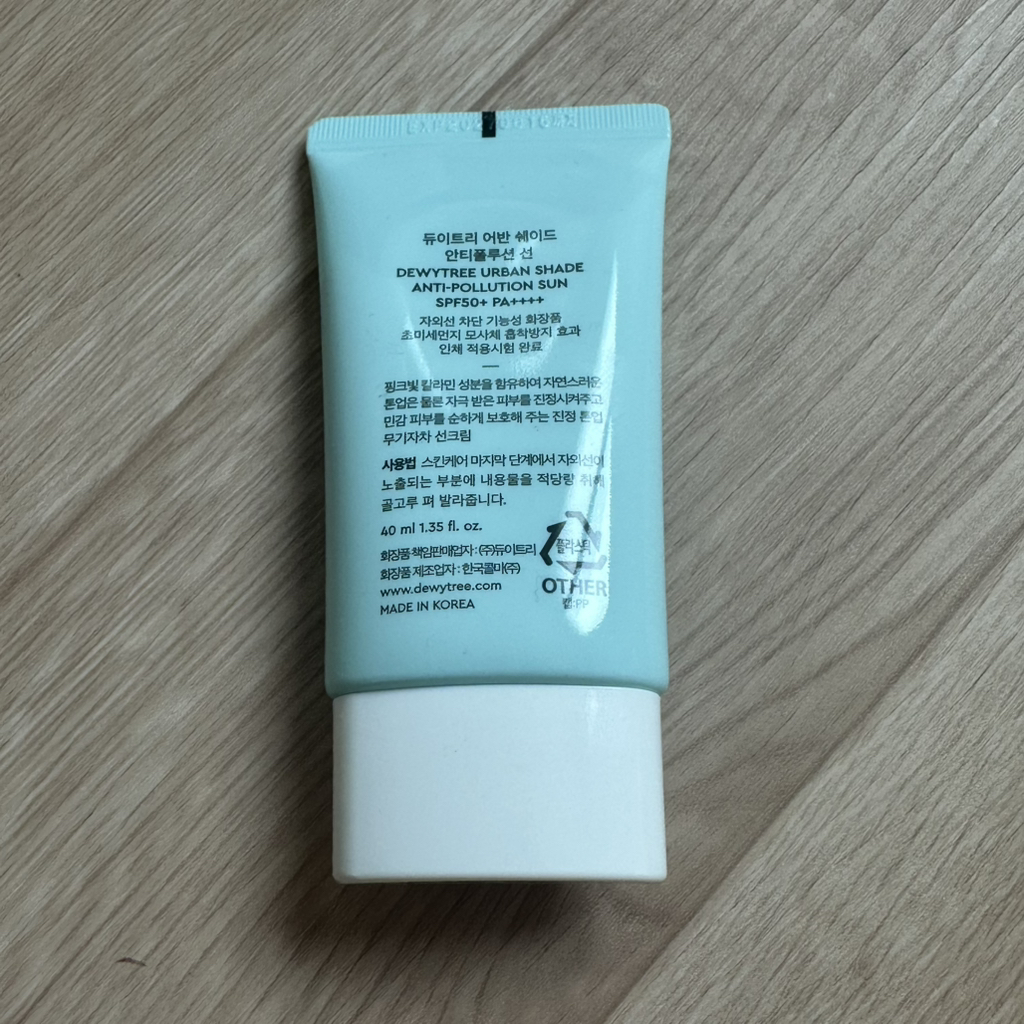 듀이트리 어반 쉐이드
안티폴루션 선
DEWYTREE URBAN SHADE
ANTI-POLLUTION SUN
SPF50+ PA++++
자외선 차단 기능성 화장품
초미세먼지 모사체 흡착방지 효과
인체 적용시험 완료
핑크빛 칼라민 성분을 함유하여 자연스러운
톤업은 물론 자극 받은 피부를 진정시켜주고
민감 피부를 순하게 보호해 주는 진정 톤업
무기자차 선크림
사용법 스킨케어 마지막 단계에서 자외선이
노출되는 부분에 내용물을 적당량 취해
골고루 펴 발라줍니다.
40 ml 1.35 fl. oz.
화장품책임판매업자 : (주)듀이트리
화장품 제조업자 : 한국콜마(주)
www.dewytree.com
MADE IN KOREA
플라스틱
OTHER
캡:PP